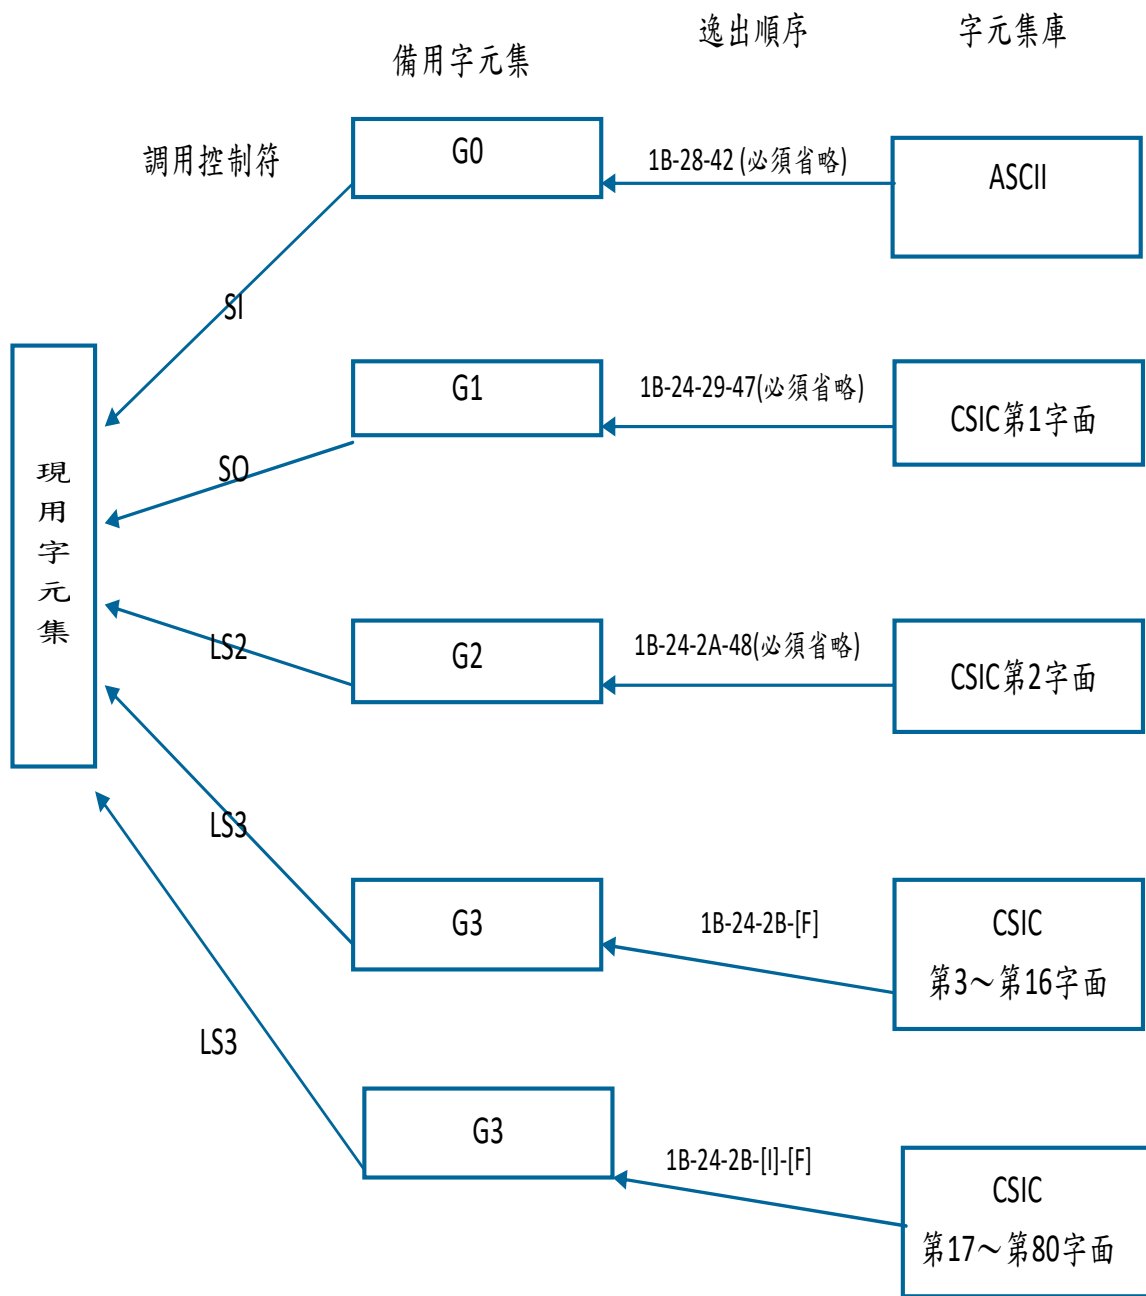 備用字元集
逸出順序
字元集庫
調用控制符
G0
1B-28-42 (必須省略)
ASCII
SI
G1
1B-24-29-47(必須省略)
CSIC第1字面
SO
現用字元集
G2
1B-24-2A-48(必須省略)
CSIC第2字面
LS2
LS3
G3
1B-24-2B-[F]
CSIC
第3～第16字面
LS3
G3
1B-24-2B-[I]-[F]
CSIC
第17～第80字面